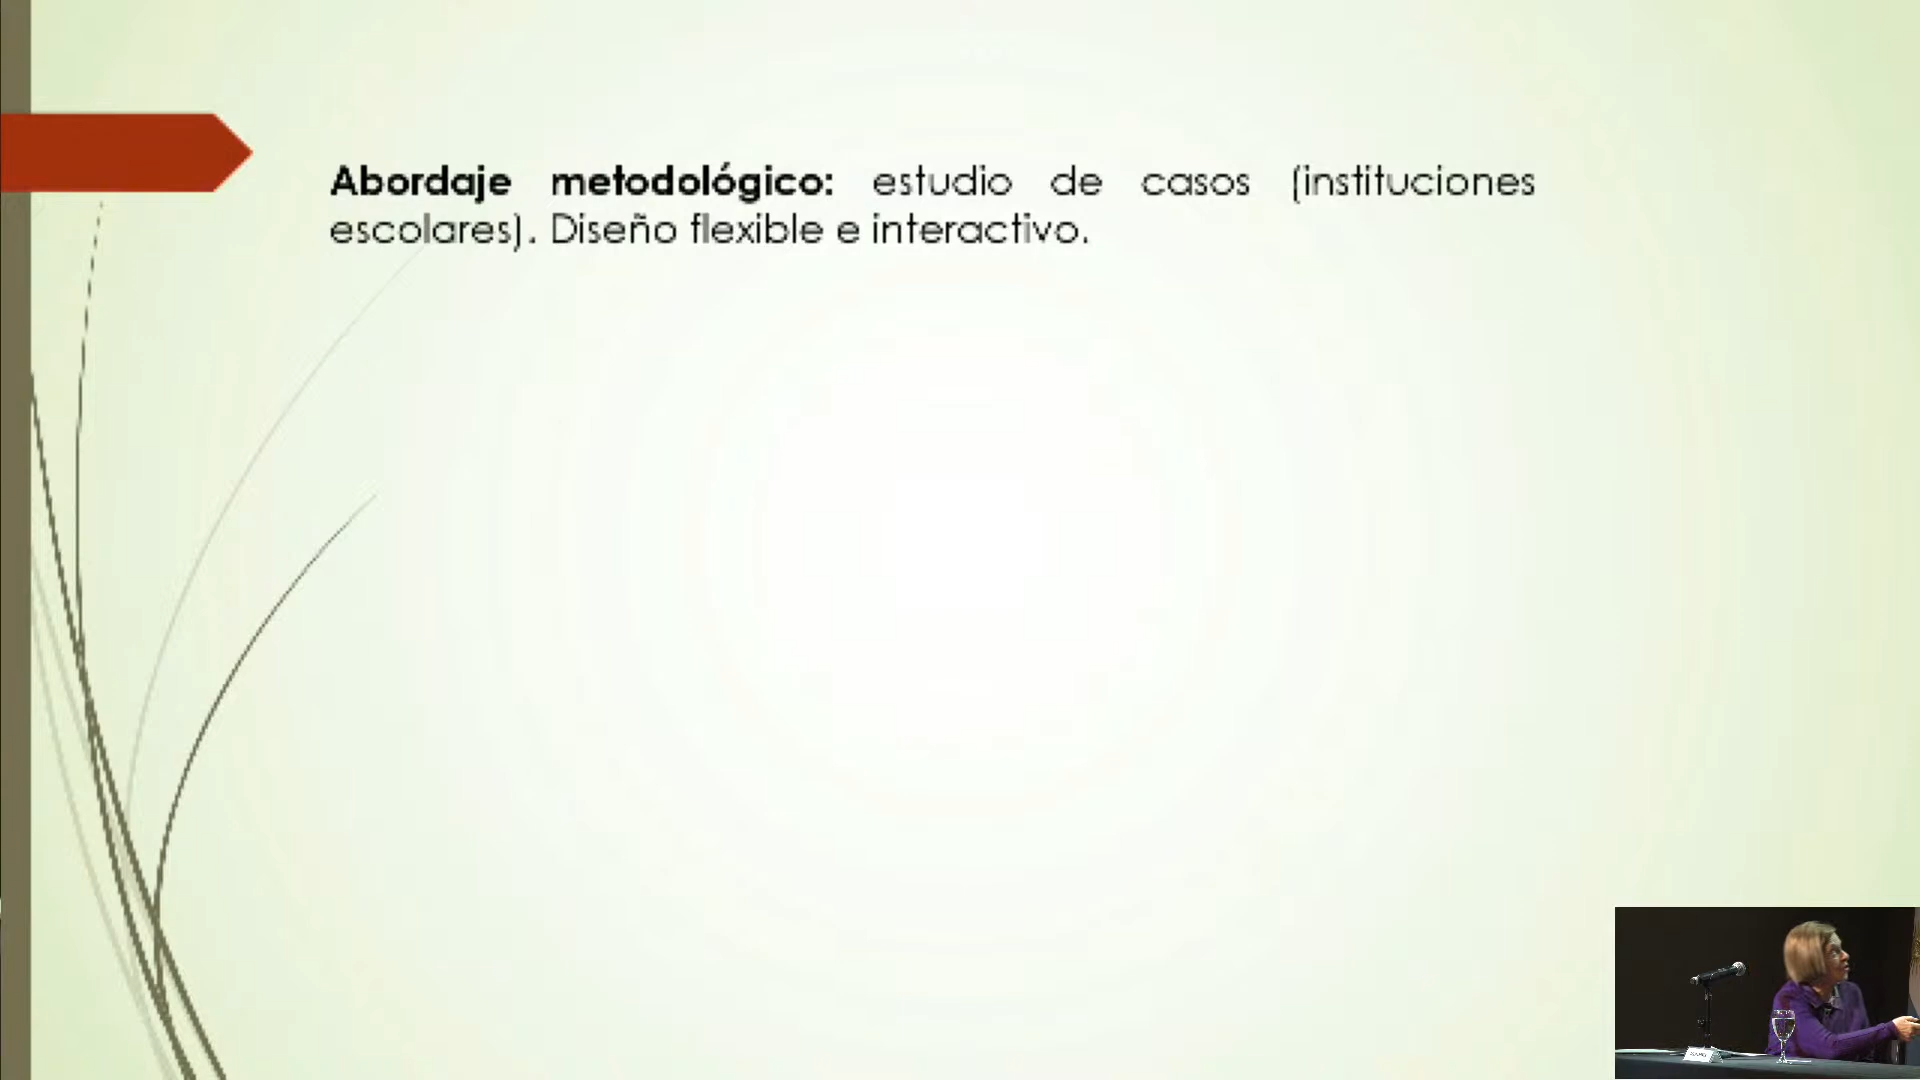 Abordaje metodológico: estudio de casos (instituciones
escolares). Diseño flexible e interactivo.